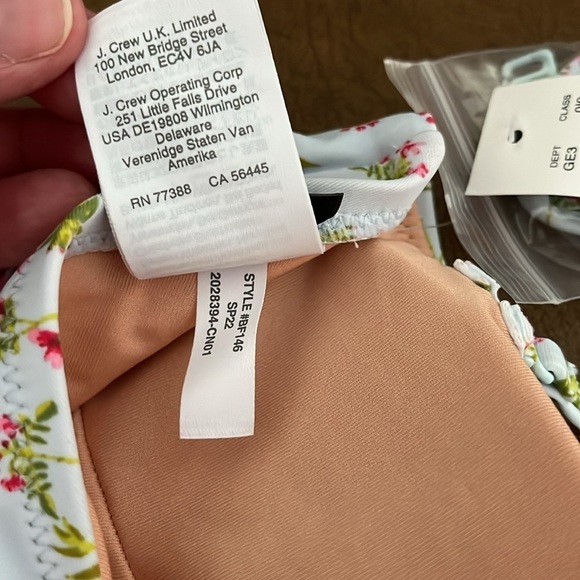 J. Crew U.K. Limited
100 New Bridge Street
London, EC4V 6JA
J. Crew Operating Corp
251 Little Falls Drive
USA DE19808 Wilmington
Delaware
Verenidge Staten Van
Amerika
RN 77388 CA 56445
STYLE #BF146
SP22
2028394-CN01
DEPT CLASS
GE3